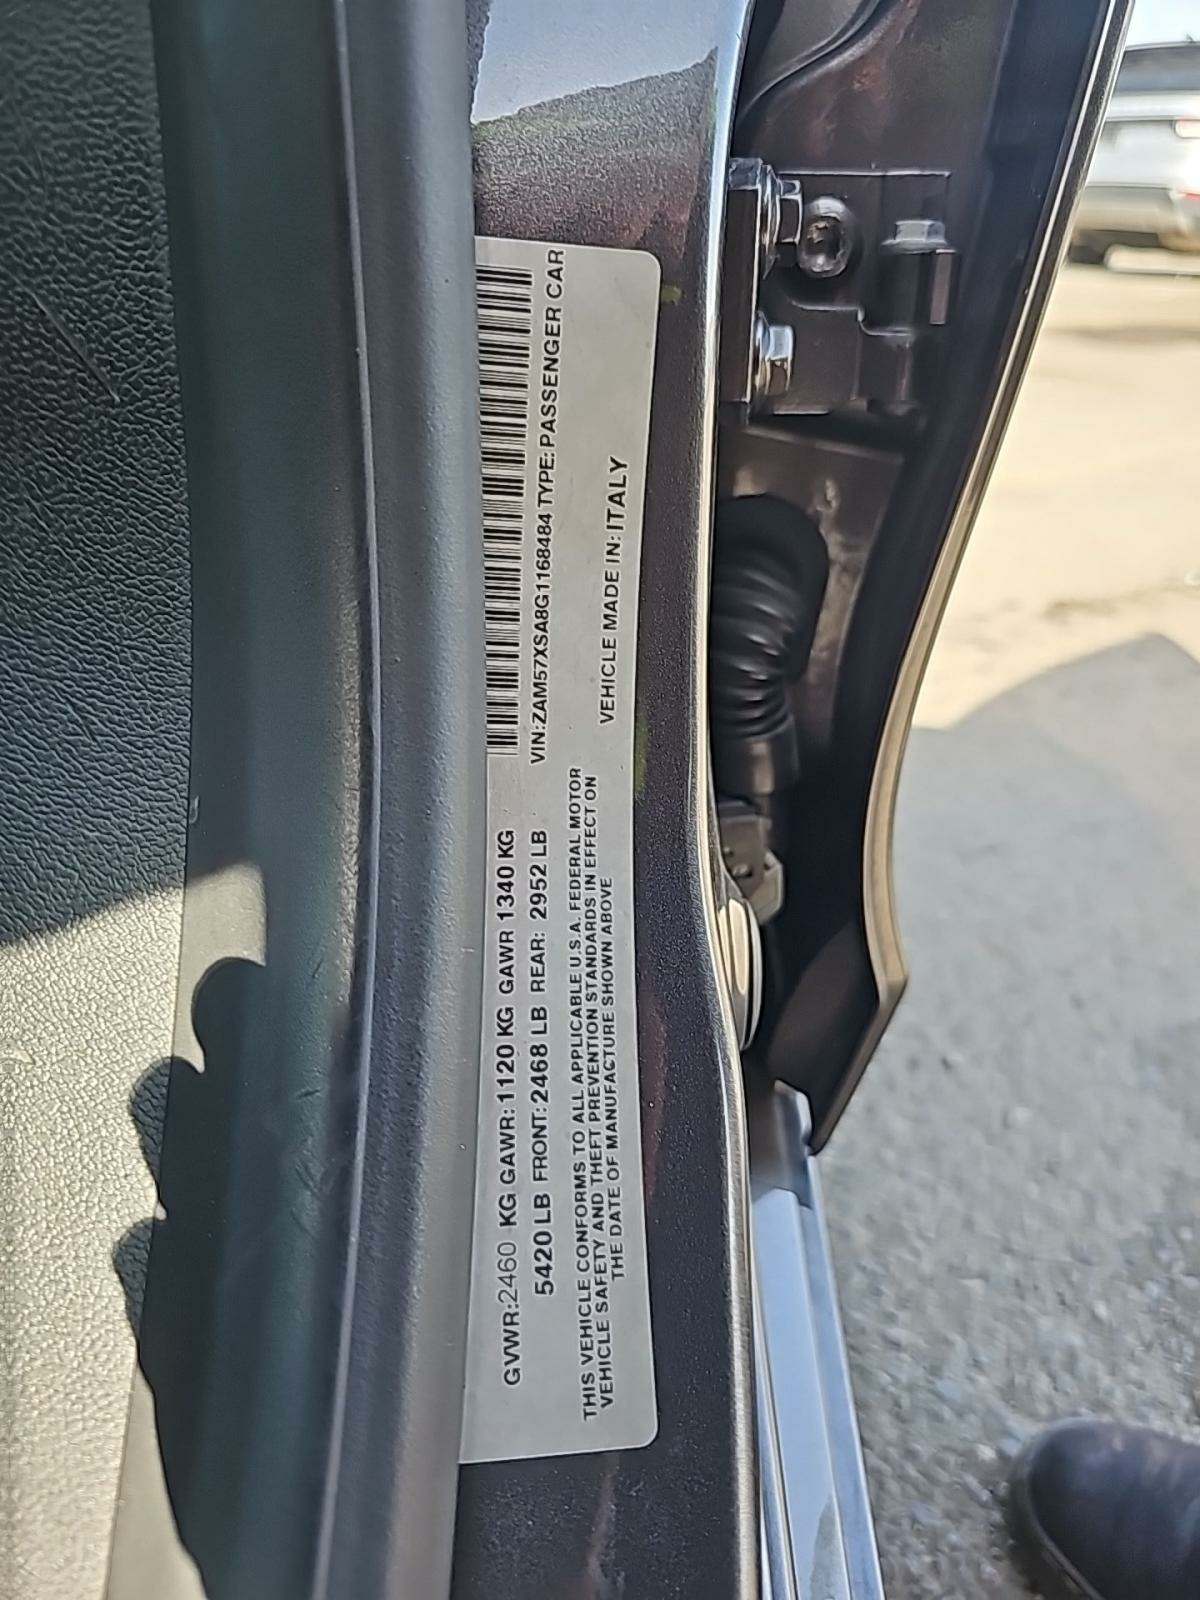 GVWR:2460 KG GAWR:1120 KG GAWR 1340 KG
5420 LB FRONT:2468 LB REAR: 2952 LB
THIS VEHICLE CONFORMS TO ALL APPLICABLE U.S.A. FEDERAL MOTOR
VEHICLE SAFETY AND THEFT PREVENTION STANDARDS IN EFFECT ON
THE DATE OF MANUFACTURE SHOWN ABOVE
VIN:ZAM57XSA8G1168484 TYPE:PASSENGER CAR
VEHICLE MADE IN:ITALY